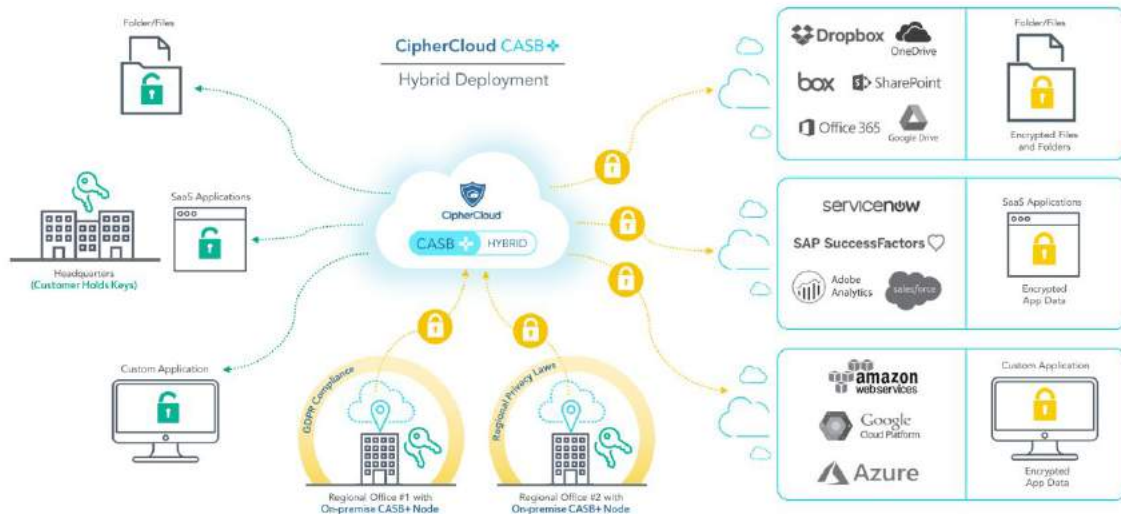 CipherCloud CASB+
Hybrid Deployment
Folder/Files
SaaS Applications
Headquarters
(Customer Holds Keys)
Custom Application
CipherCloud
CASB+ HYBRID
GDPR Compliance
Regional Office #1 with
On-premise CASB+ Node
Regional Privacy Laws
Regional Office #2 with
On-premise CASB+ Node
Dropbox
OneDrive
box
SharePoint
Office 365
Google Drive
Folder/Files
Encrypted Files
and Folders
servicenow
SAP SuccessFactors
Adobe
Analytics
salesforce
SaaS Applications
Encrypted
App Data
amazon
webservices
Google
Cloud Platform
Azure
Custom Application
Encrypted
App Data